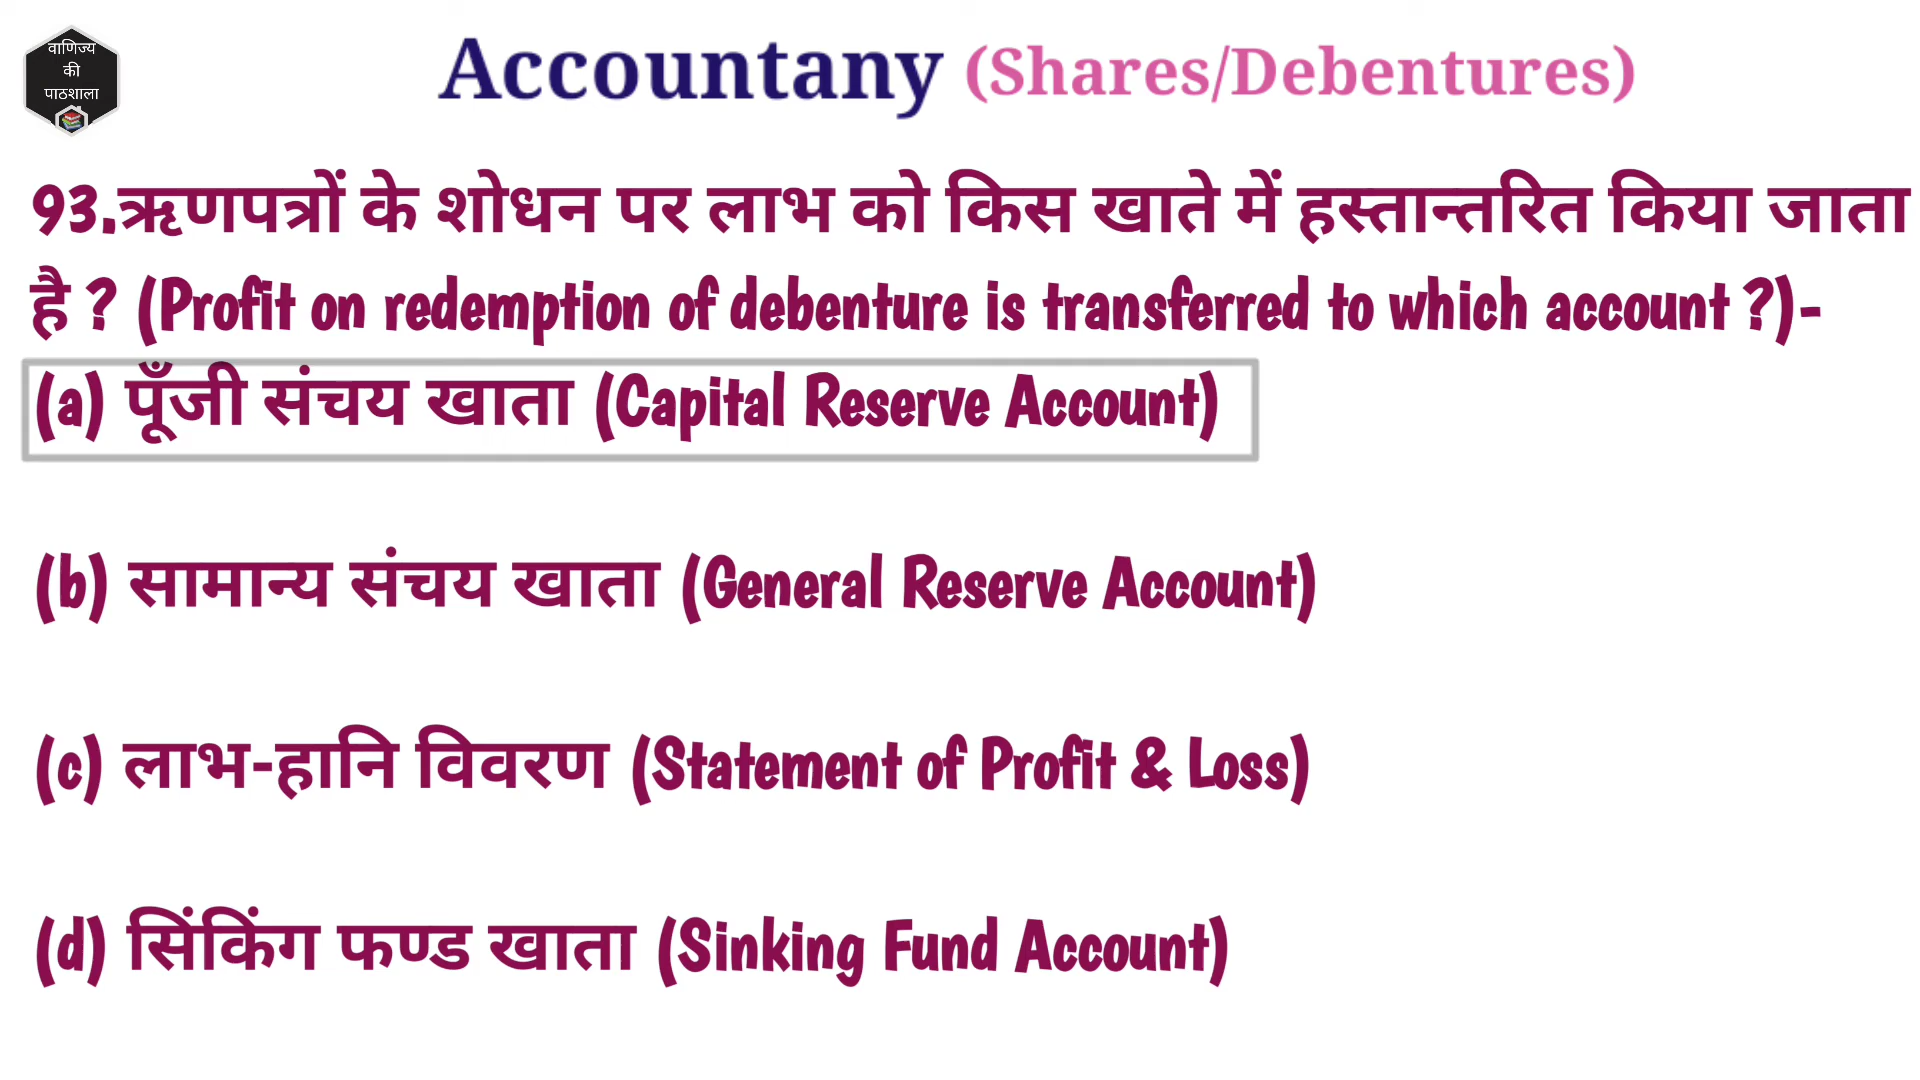 वाणिज्य
की
पाठशाला
Accountany (Shares/Debentures)
93.ऋणपत्रों के शोधन पर लाभ को किस खाते में हस्तान्तरित किया जाता
है ? (Profit on redemption of debenture is transferred to which account ?)-
(a) पूँजी संचय खाता (Capital Reserve Account)
(b) सामान्य संचय खाता (General Reserve Account)
(c) लाभ-हानि विवरण (Statement of Profit & Loss)
(d) सिंकिंग फण्ड खाता (Sinking Fund Account)